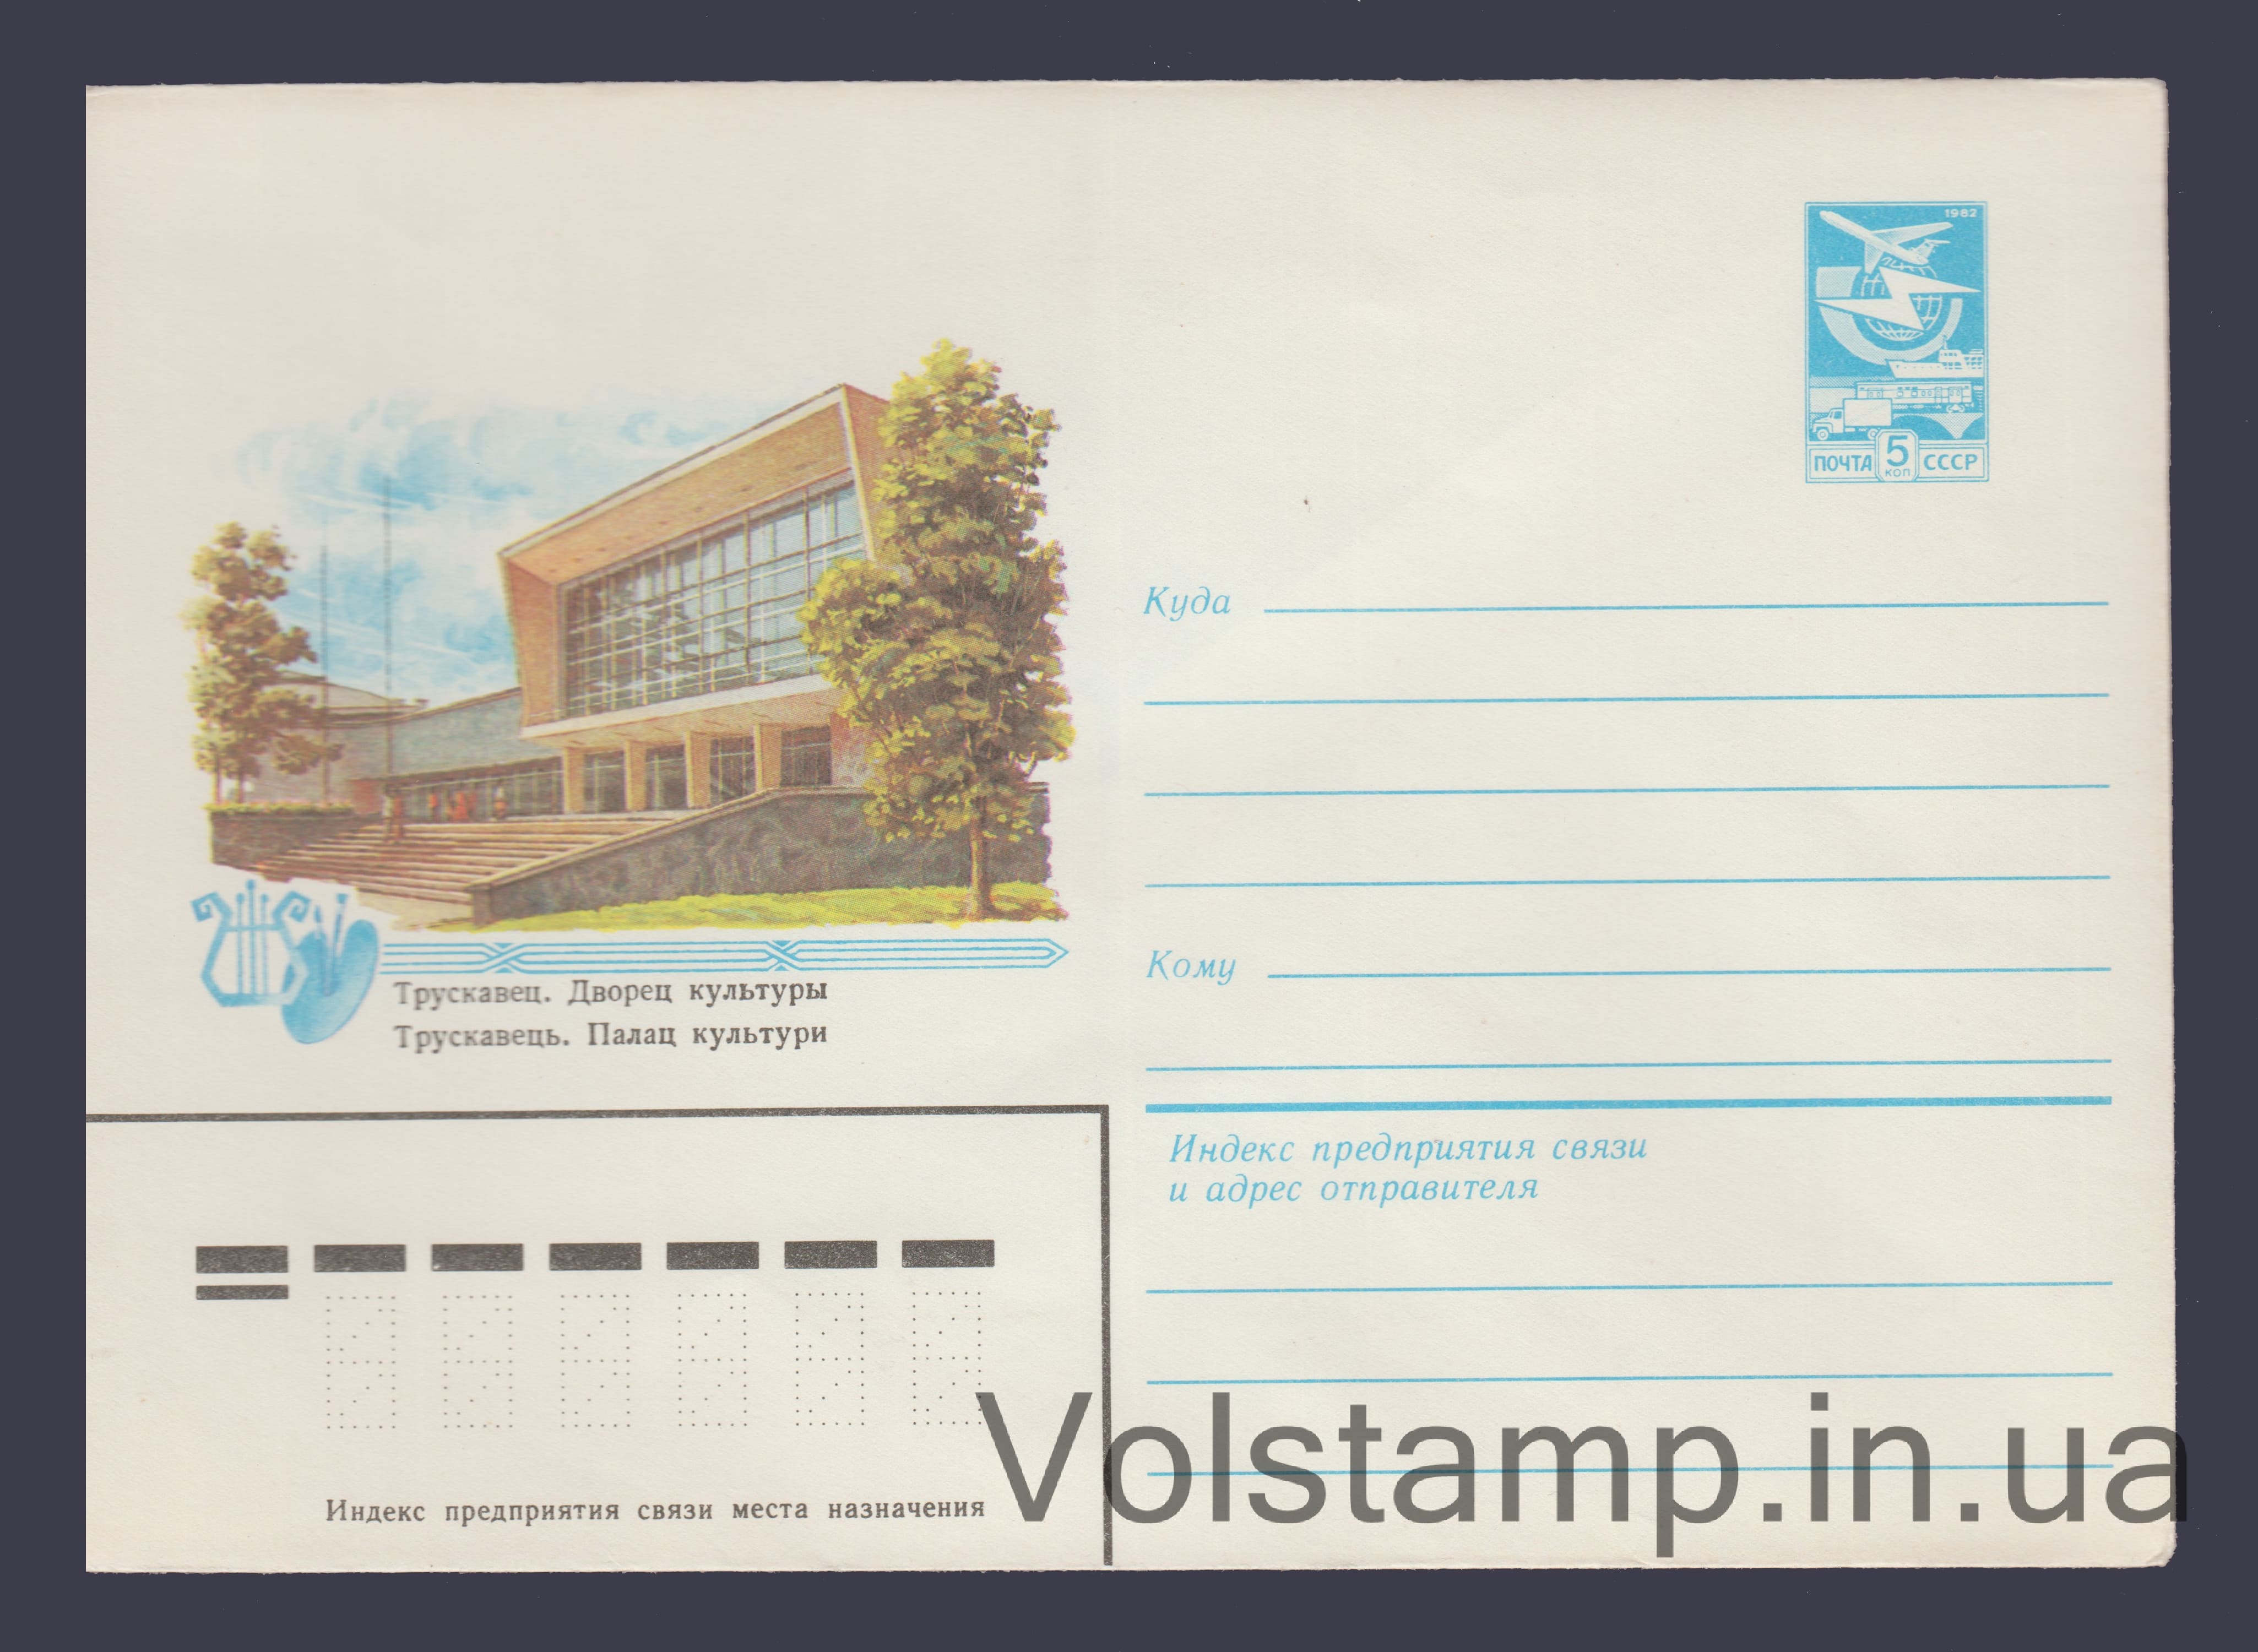 1982
ПОЧТА 5 КОП СССР
Трускавец. Дворец культуры
Трускавець. Палац культури
Куда
Кому
Индекс предприятия связи
и адрес отправителя
Индекс предприятия связи места назначения
Volstamp.in.ua